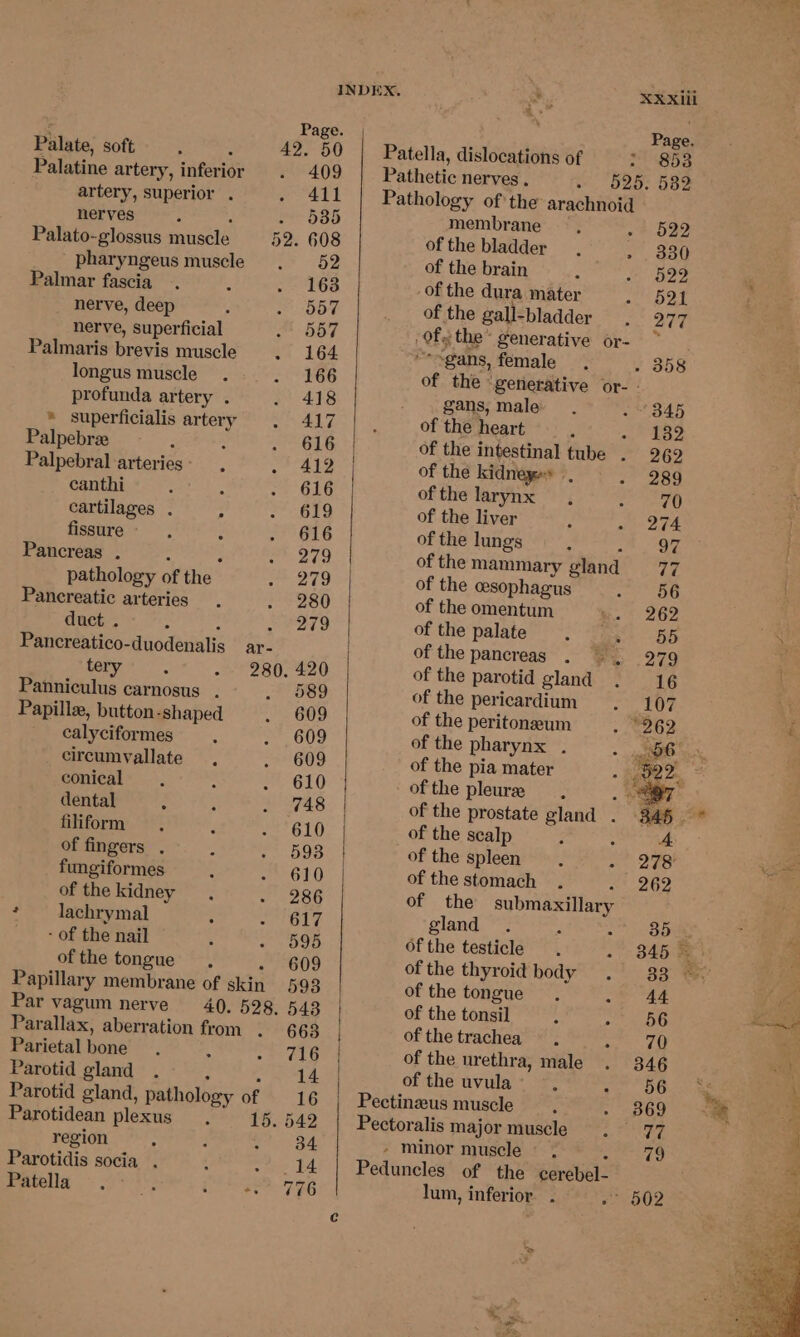 INDEX.
xxxiii
Page.
Palate, soft . . 42. 50
Palatine artery, inferior . 409
artery, superior . . 411
nerves . . . 535
Palato-glossus muscle 52. 608
pharyngeus muscle . 52
Palmar fascia . . . 163
nerve, deep . . 557
nerve, superficial . 557
Palmaris brevis muscle . 164
longus muscle . . 166
profunda artery . . 418
superficialis artery . 417
Palpebræ . . . 616
Palpebral arteries . . 412
canthi . . . 616
cartilages . . . 619
fissure . . . 616
Pancreas . . . . 279
pathology of the . 279
Pancreatic arteries . . 280
duct . . . . 279
Pancreatico-duodenalis ar-
tery . . 280. 420
Panniculus carnosus . . 589
Papillæ, button-shaped . 609
calyciformes . . 609
circumvallate . . 609
conical . . . 610
dental . . . 748
filiform . . . 610
of fingers . . . 593
fungiformes . . 610
of the kidney . . 286
lachrymal . . 617
of the nail . . 595
of the tongue . . 609
Papillary membrane of skin 593
Par vagum nerve 40. 528. 543
Parallax, aberration from . 663
Parietal bone . . . 716
Parotid gland . . . 14
Parotid gland, pathology of 16
Parotidean plexus . 15. 542
region . . . 34
Parotidis socia . . . 14
Patella . . . . 776
Page.
Patella, dislocations of : 853
Pathetic nerves . . 525. 532
Pathology of the arachnoid
membrane . . 522
of the bladder . . 330
of the brain . . 522
of the dura mater . 521
of the gall-bladder . 277
of the generative or-
gans, female . . 358
of the generative or-
gans, male . . 345
of the heart . . 132
of the intestinal tube . 262
of the kidneys . . 289
of the larynx . . 70
of the liver . . 274
of the lungs . . 97
of the mammary gland 77
of the œsophagus . 56
of the omentum . . 262
of the palate . . 55
of the pancreas . . 279
of the parotid gland . 16
of the pericardium . 107
of the peritonæum . 262
of the pharynx . . 56
of the pia mater . 522
of the pleuræ . . 97
of the prostate gland . 345
of the scalp . . 4
of the spleen . . 278
of the stomach . . 262
of the submaxillary
gland . . . 35
of the testicle . . 345
of the thyroid body . 33
of the tongue . . 44
of the tonsil . . 56
of the trachea . . 70
of the urethra, male . 346
of the uvula . . 56
Pectinæus muscle . . 369
Pectoralis major muscle . 77
minor muscle . . 79
Peduncles of the cerebel-
lum, inferior . . 502
c